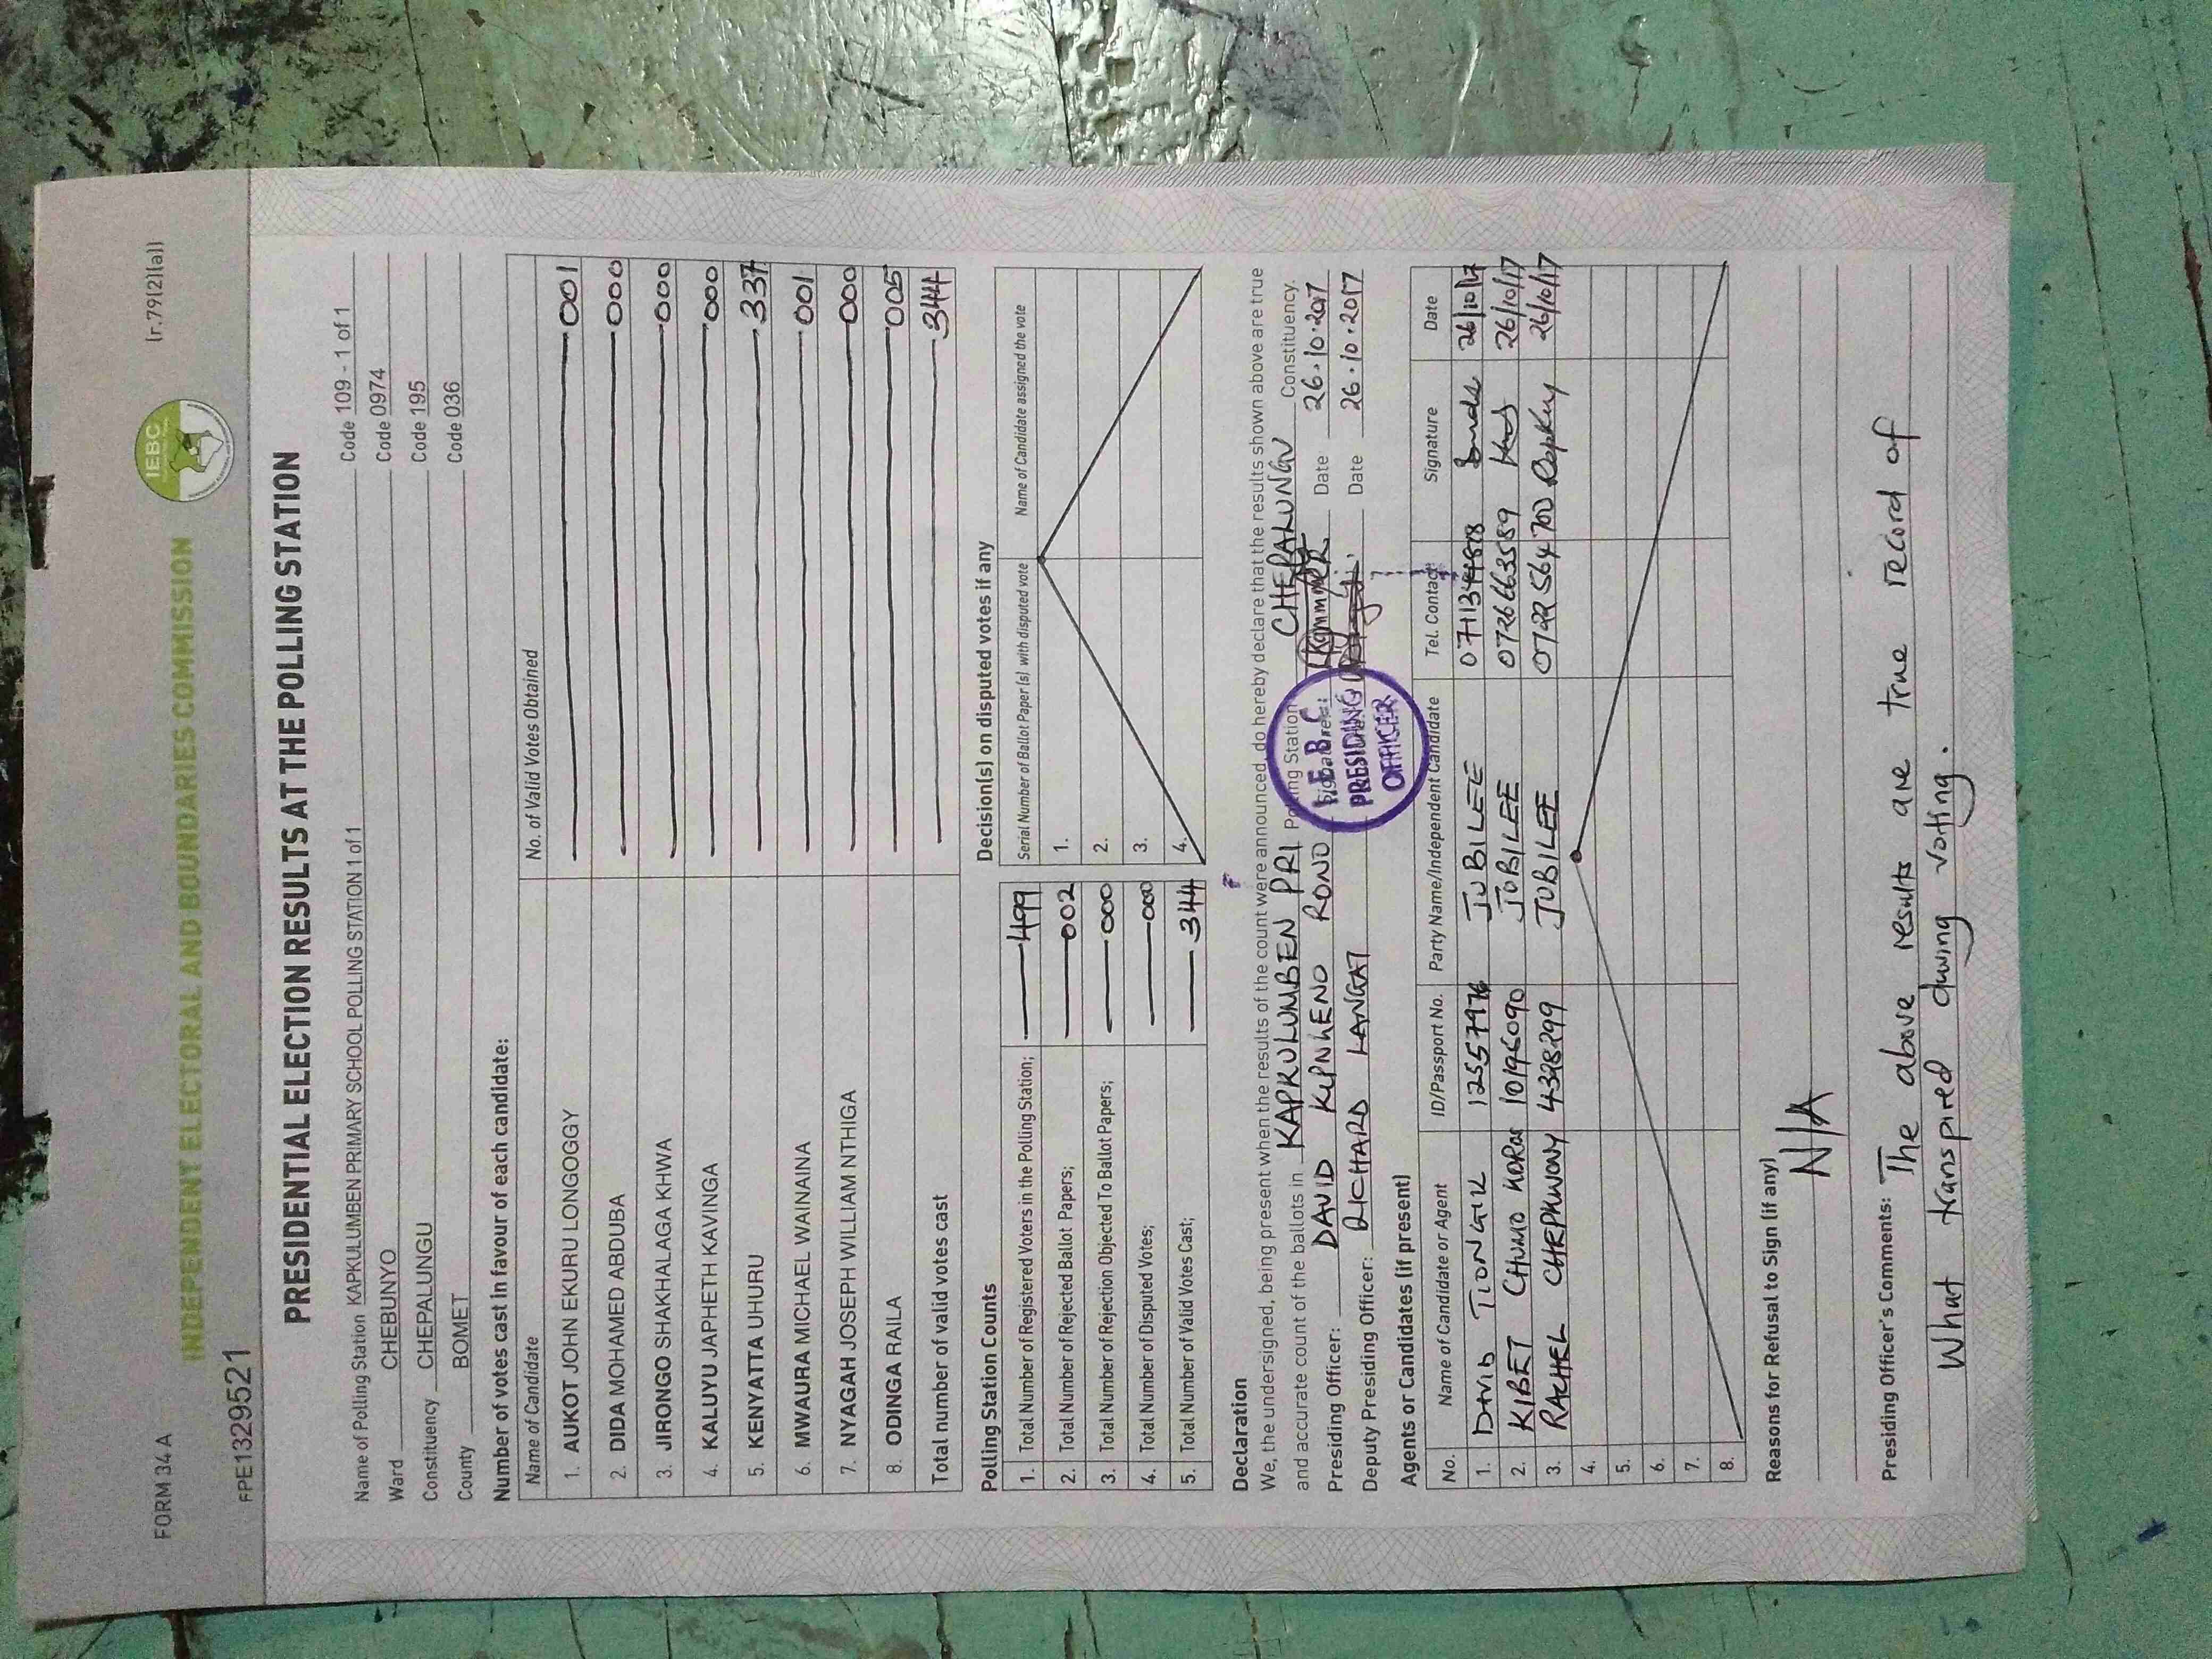 FORM 34 A
(r.79(2)(a))
IEBC
INDEPENDENT ELECTORAL AND BOUNDARIES COMMISSION
FPE1329521
PRESIDENTIAL ELECTION RESULTS AT THE POLLING STATION
Name of Polling Station KAPKULUMBEN PRIMARY SCHOOL POLLING STATION 1 of 1 Code 109 - 1 of 1
Ward CHEBUNYO Code 0974
Constituency CHEPALUNGU Code 195
County BOMET Code 036
Number of votes cast in favour of each candidate:
Name of Candidate No. of Valid Votes Obtained
1. AUKOT JOHN EKURU LONGOGGY 001
2. DIDA MOHAMED ABDUBA 000
3. JIRONGO SHAKHALAGA KHWA 000
4. KALUYU JAPHETH KAVINGA 000
5. KENYATTA UHURU 337
6. MWAURA MICHAEL WAINAINA 001
7. NYAGAH JOSEPH WILLIAM NTHIGA 000
8. ODINGA RAILA 005
Total number of valid votes cast 344
Polling Station Counts
1. Total Number of Registered Voters in the Polling Station; 499
2. Total Number of Rejected Ballot Papers; 002
3. Total Number of Rejection Objected To Ballot Papers; 000
4. Total Number of Disputed Votes; 000
5. Total Number of Valid Votes Cast; 344
Decision(s) on disputed votes if any
Serial Number of Ballot Paper(s) with disputed vote Name of Candidate assigned the vote
1.
2.
3.
4.
Declaration
We, the undersigned, being present when the results of the count were announced, do hereby declare that the results shown above are true
and accurate count of the ballots in KAPKULUMBEN PRI Polling Station CHEPALUNGU Constituency.
Presiding Officer: DAVID KIPNGENO RONO Date 26.10.2017
Deputy Presiding Officer: RICHARD LANGAT Date 26.10.2017
I.E.B.C
PRESIDING
OFFICER
Agents or Candidates (if present)
No. Name of Candidate or Agent ID/Passport No. Party Name/Independent Candidate Tel. Contact Signature Date
1. DAVID TIONGIK 12557976 JUBILEE 26/10/17
2. KIBET CHUMO 10196090 JUBILEE 0726663589 26/10/17
3. RACHEL CHEPKWONY 4398299 JUBILEE 0722564700 26/10/17
4.
5.
6.
7.
8.
Reasons for Refusal to Sign (if any)
N/A
Presiding Officer's Comments: The above results are true record of
What transpired during voting.